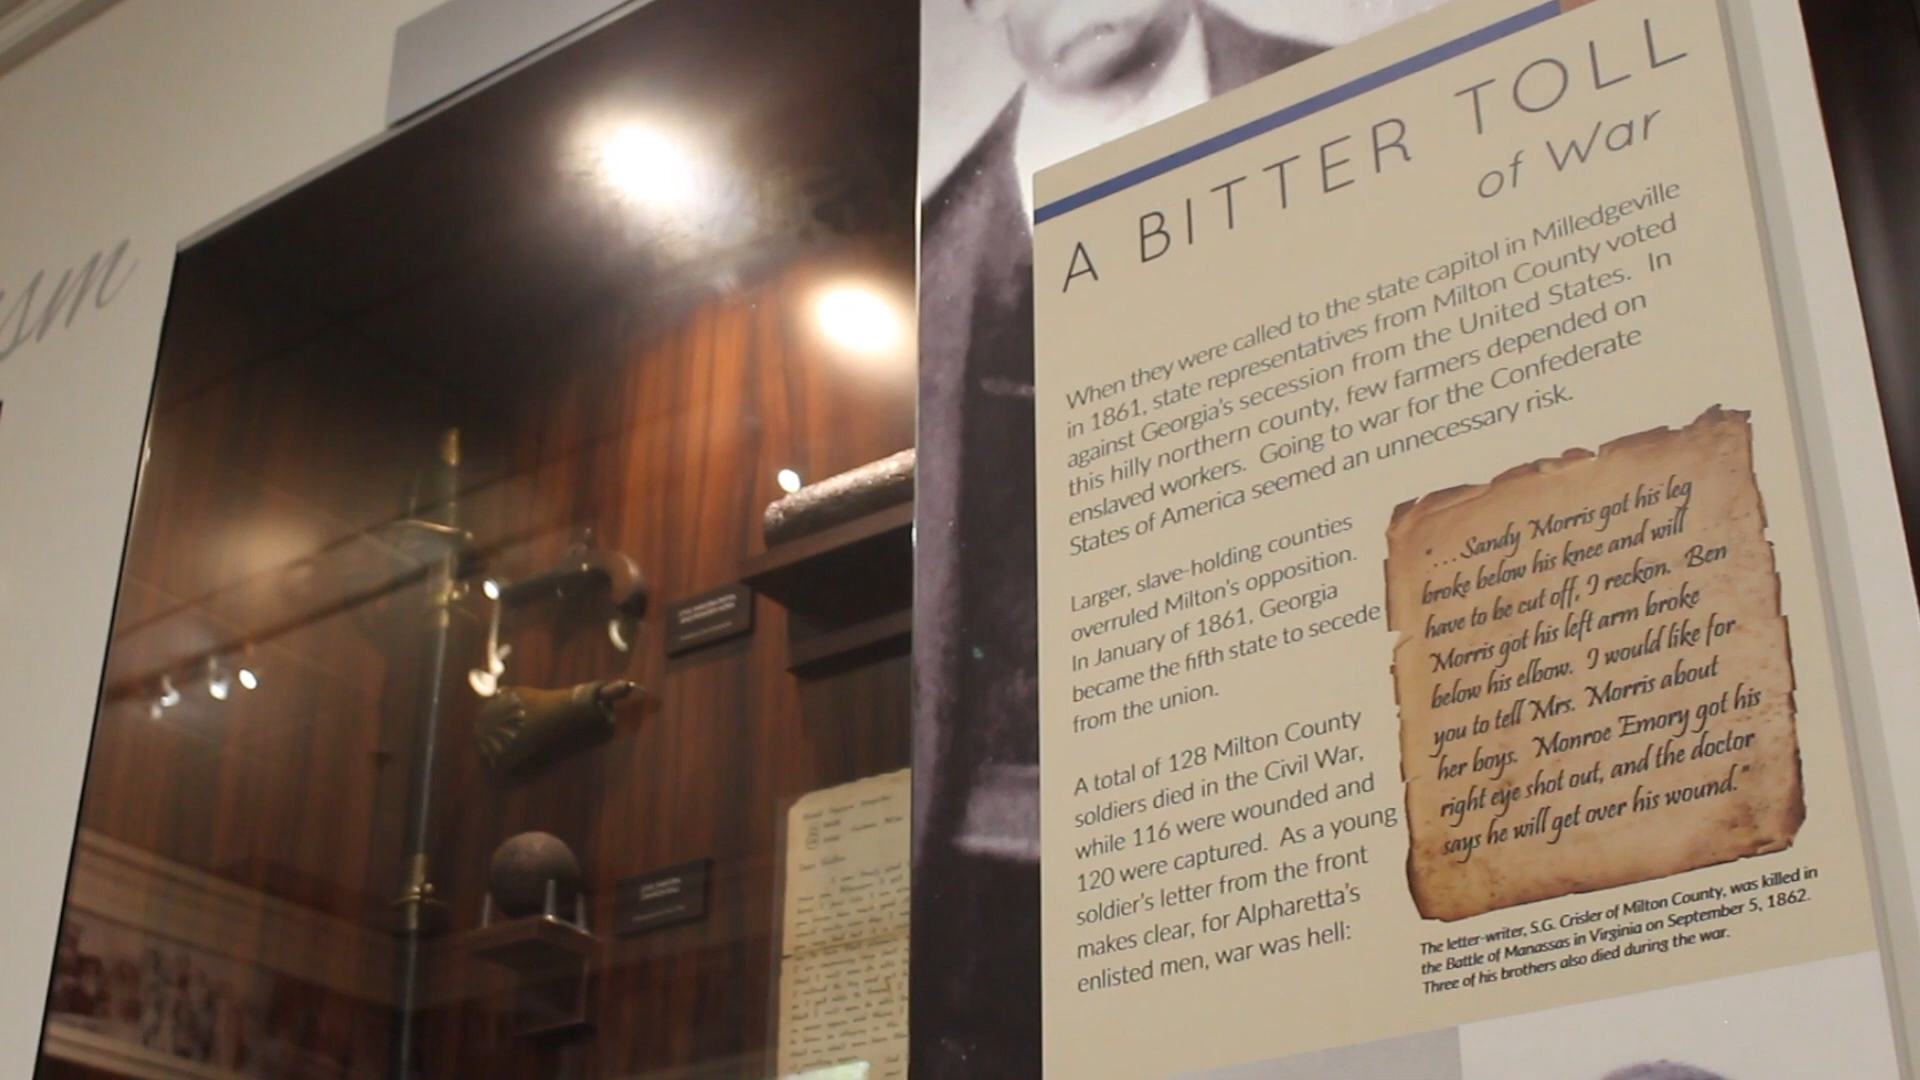 sm
A BITTER TOLL
of War
When they were called to the state capitol in Milledgeville
in 1861, state representatives from Milton County voted
against Georgia's secession from the United States. In
this hilly northern county, few farmers depended on
enslaved workers. Going to war for the Confederate
States of America seemed an unnecessary risk.
Larger, slave-holding counties
overruled Milton's opposition.
In January of 1861, Georgia
became the fifth state to secede
from the union.
A total of 128 Milton County
soldiers died in the Civil War,
while 116 were wounded and
120 were captured. As a young
soldier's letter from the front
makes clear, for Alpharetta's
enlisted men, war was hell:
"...Sandy Morris got his leg
broke below his knee and will
have to be cut off, I reckon. Ben
Morris got his left arm broke
below his elbow. I would like for
you to tell Mrs. Morris about
her boys. Monroe Emory got his
right eye shot out, and the doctor
says he will get over his wound."
The letter-writer, S.G. Crisler of Milton County, was killed in
the Battle of Manassas in Virginia on September 5, 1862.
Three of his brothers also died during the war.